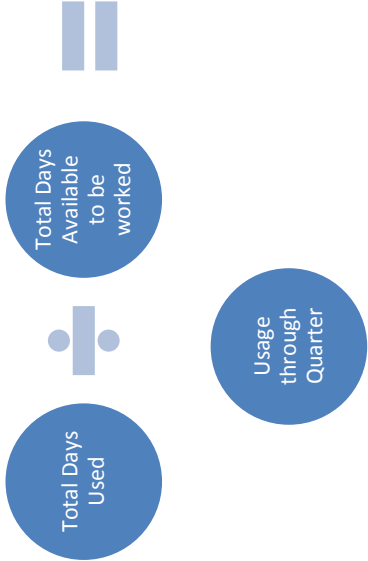 Total Days
Used
÷
Total Days
Available
to be
worked
=
Usage
through
Quarter